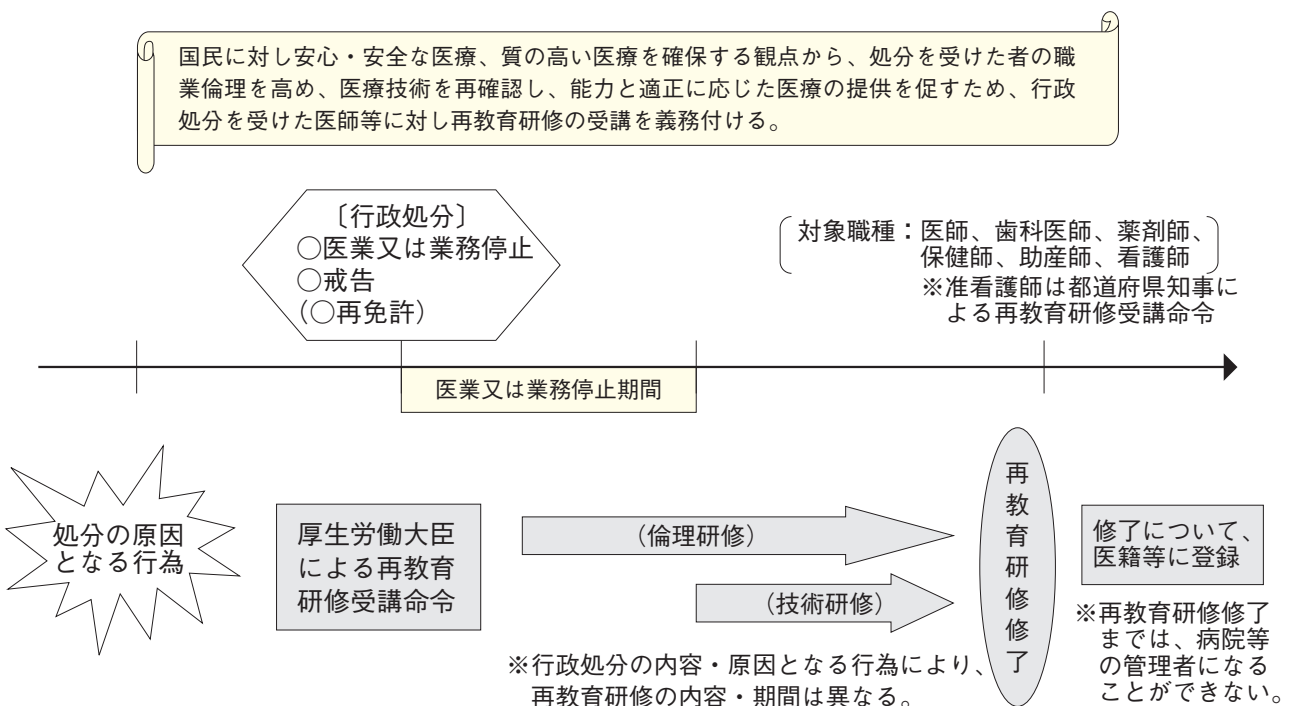 国民に対し安心・安全な医療、質の高い医療を確保する観点から、処分を受けた者の職
業倫理を高め、医療技術を再確認し、能力と適正に応じた医療の提供を促すため、行政
処分を受けた医師等に対し再教育研修の受講を義務付ける。
〔行政処分〕
○医業又は業務停止
○戒告
(○再免許)
対象職種：医師、歯科医師、薬剤師、
保健師、助産師、看護師
※准看護師は都道府県知事に
よる再教育研修受講命令
医業又は業務停止期間
処分の原因
となる行為
厚生労働大臣
による再教育
研修受講命令
(倫理研修)
(技術研修)
※行政処分の内容・原因となる行為により、
再教育研修の内容・期間は異なる。
再教育研修修了
修了について、
医籍等に登録
※再教育研修修了
までは、病院等
の管理者になる
ことができない。